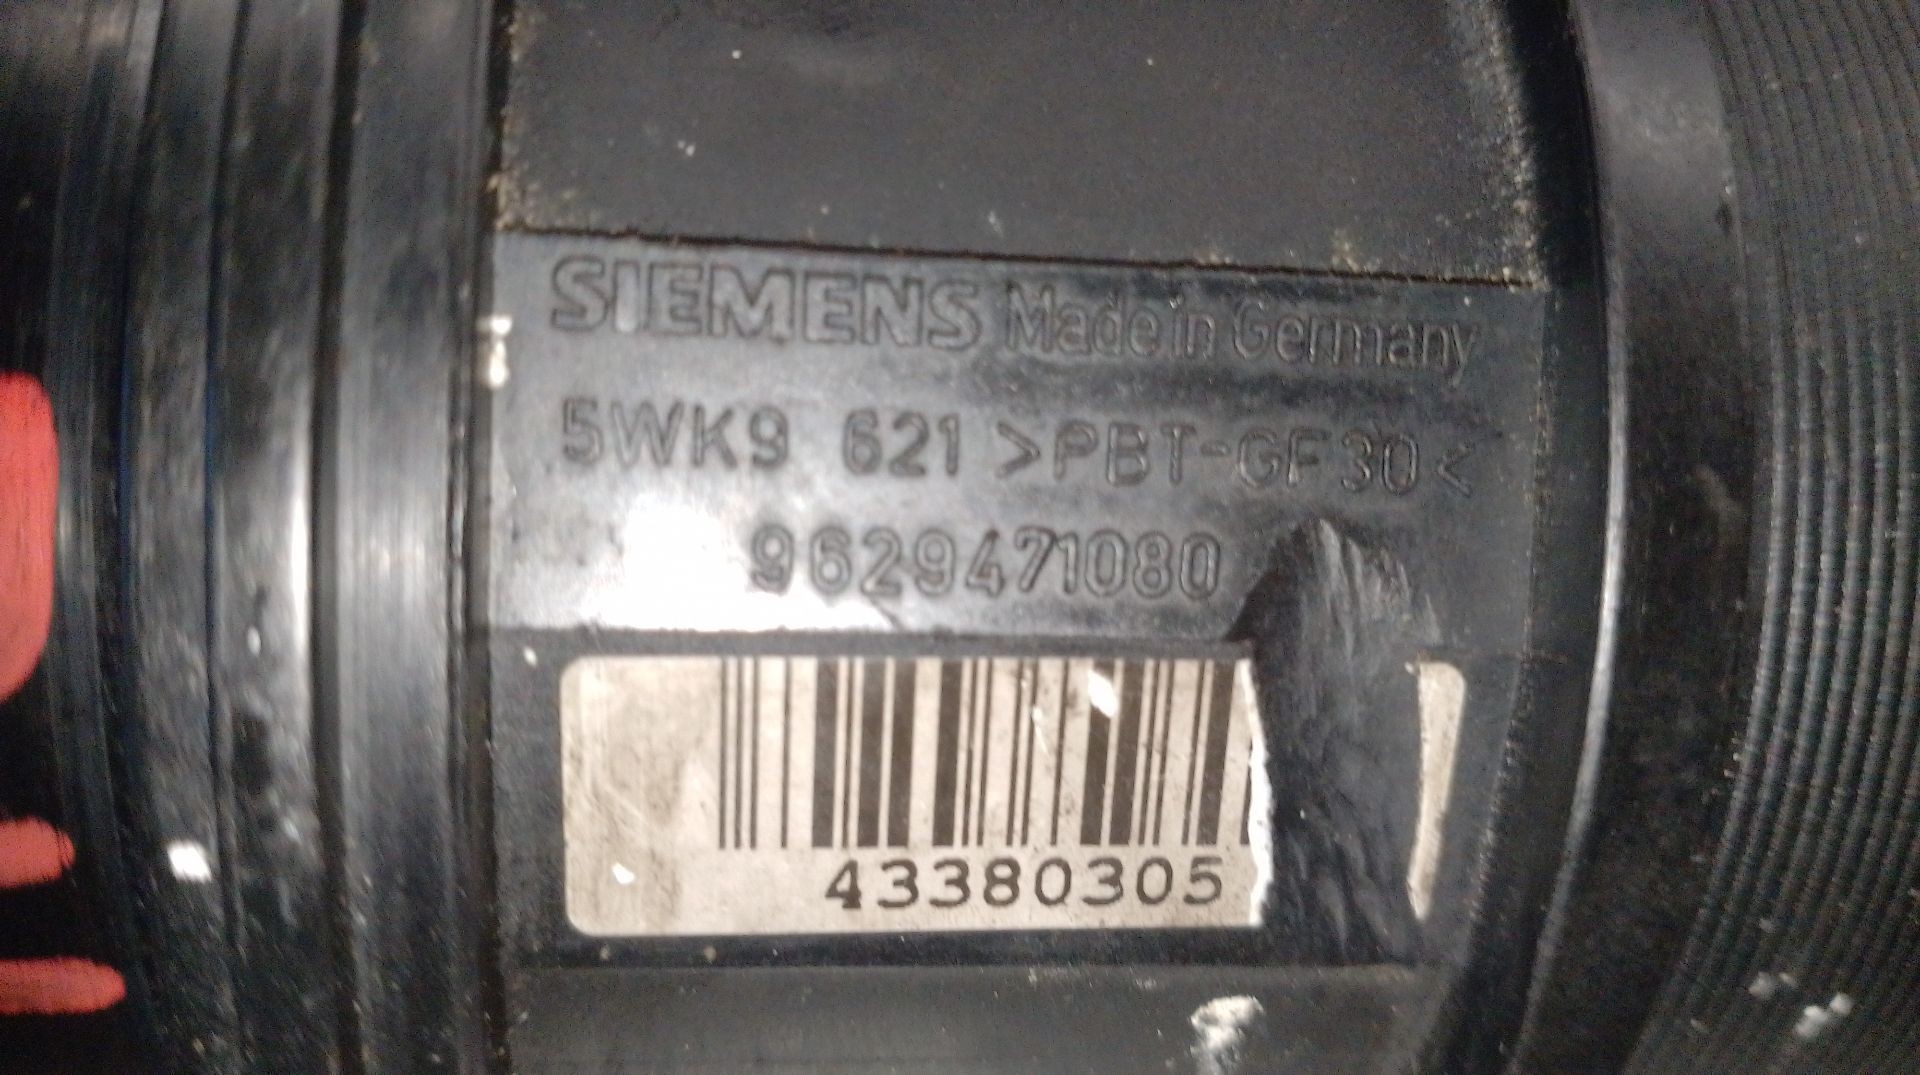 SIEMENS Made in Germany
5WK9 621 >PBT-GF30<
9629471080
43380305